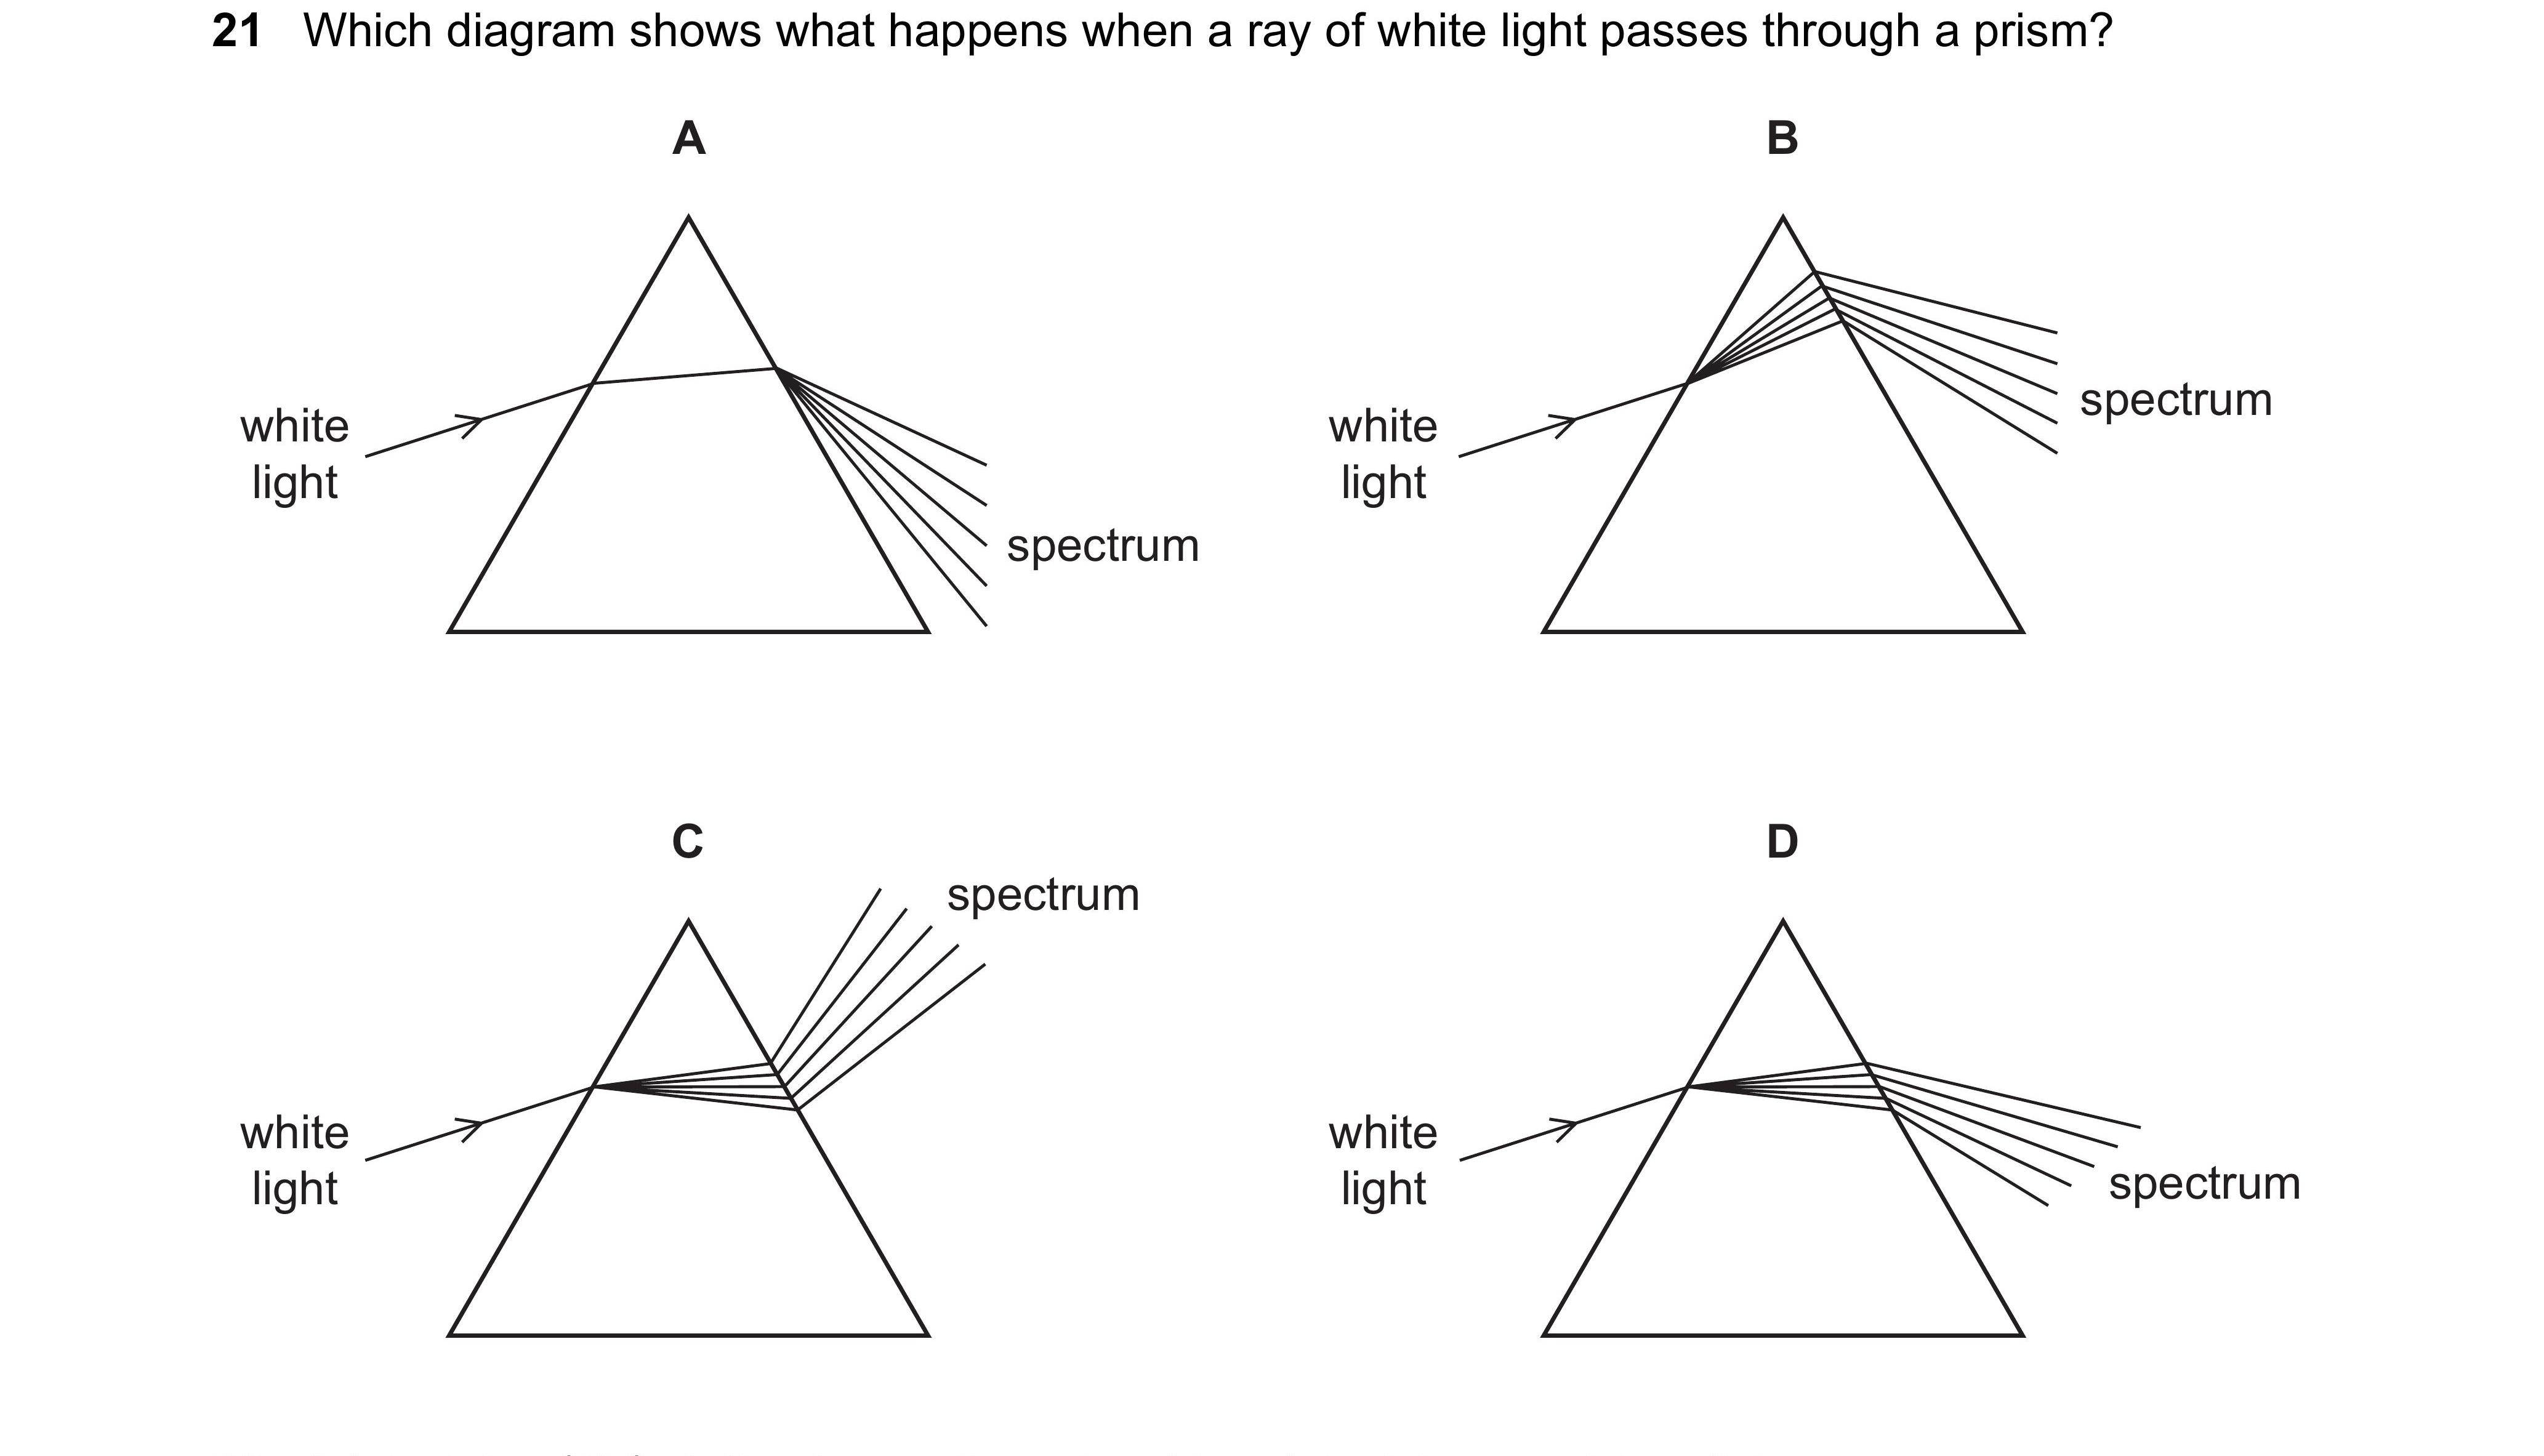 21 Which diagram shows what happens when a ray of white light passes through a prism?
A
B
white
light
spectrum
white
light
spectrum
C
D
spectrum
white
light
white
light
spectrum